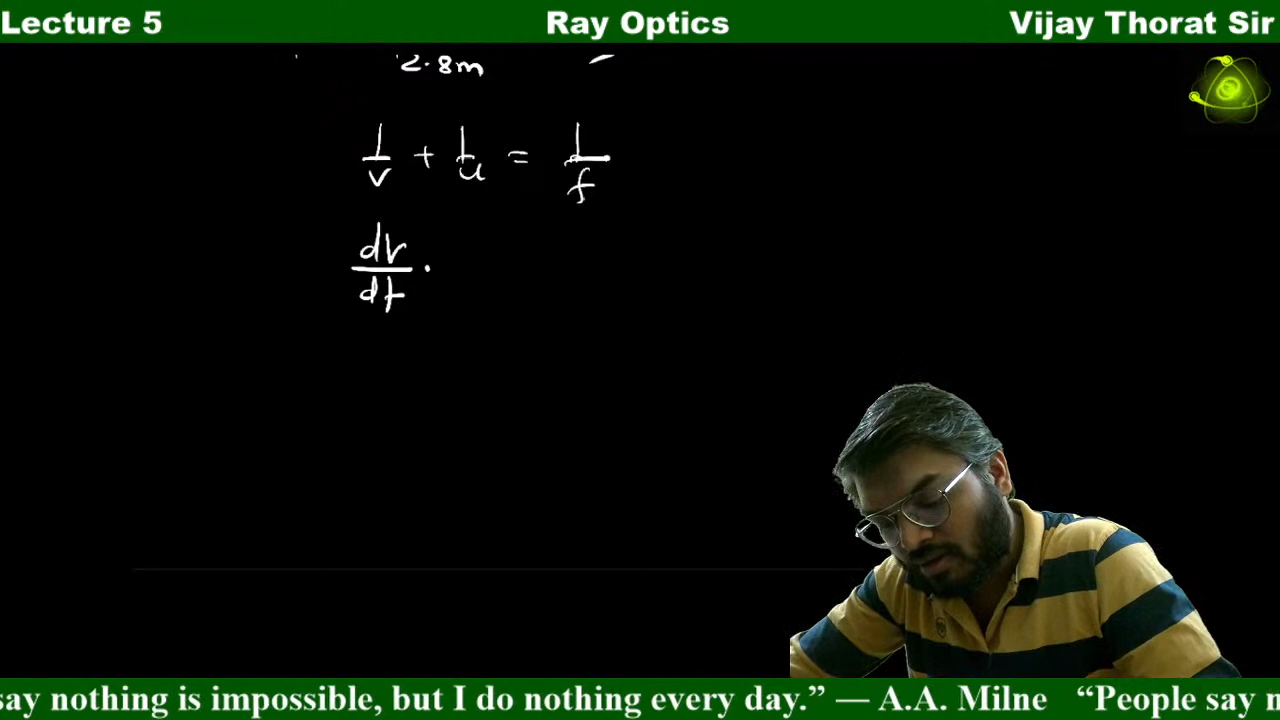 Lecture 5 Ray Optics Vijay Thorat Sir
2.8m
1/v + 1/u = 1/f
dv/dt .
say nothing is impossible, but I do nothing every day.” — A.A. Milne “People say n